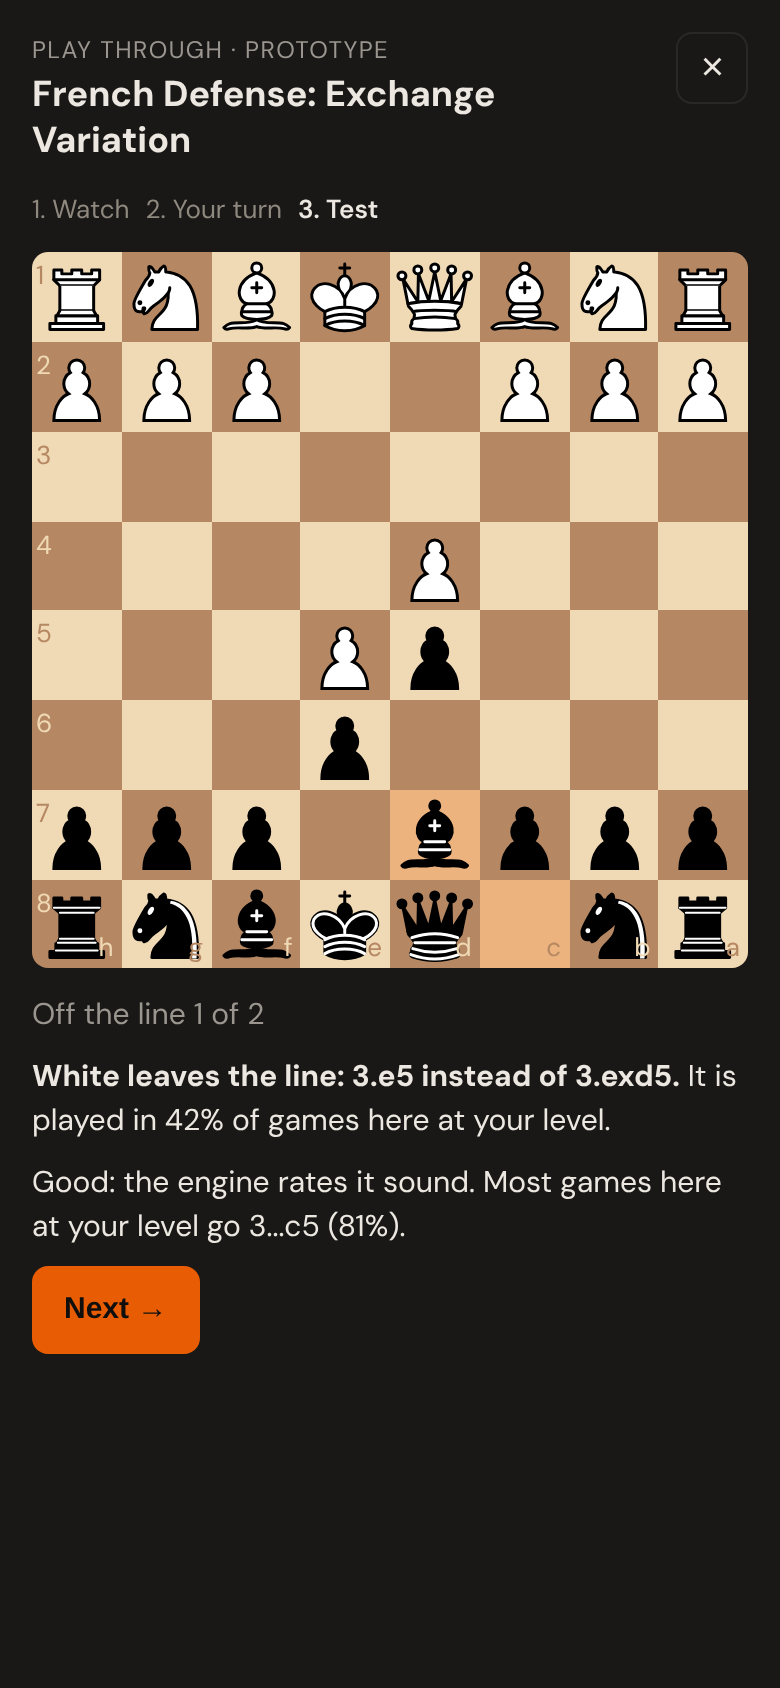 PLAY THROUGH · PROTOTYPE
French Defense: Exchange
Variation
×
1. Watch 2. Your turn 3. Test
1
2
3
4
5
6
7
8
h g f e d c b a
Off the line 1 of 2
White leaves the line: 3.e5 instead of 3.exd5. It is
played in 42% of games here at your level.
Good: the engine rates it sound. Most games here
at your level go 3...c5 (81%).
Next →